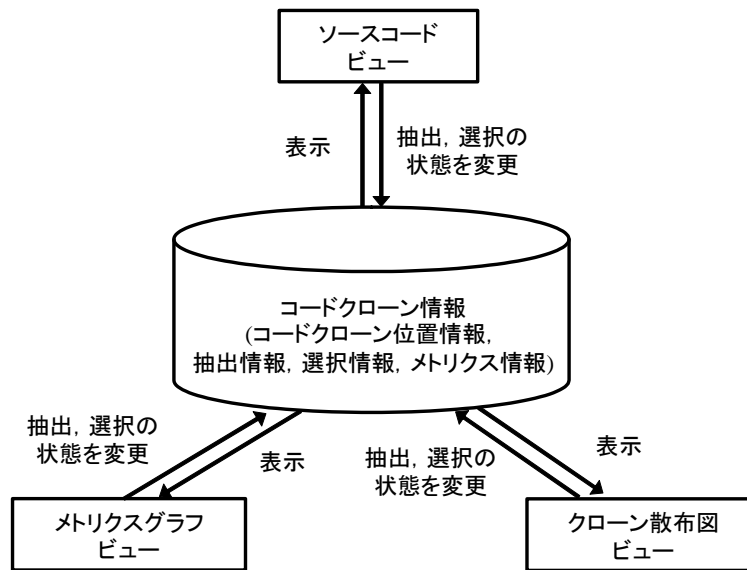 ソースコード
ビュー
表示
抽出，選択の
状態を変更
コードクローン情報
(コードクローン位置情報,
抽出情報, 選択情報, メトリクス情報)
抽出，選択の
状態を変更
表示
抽出，選択の
状態を変更
表示
メトリクスグラフ
ビュー
クローン散布図
ビュー